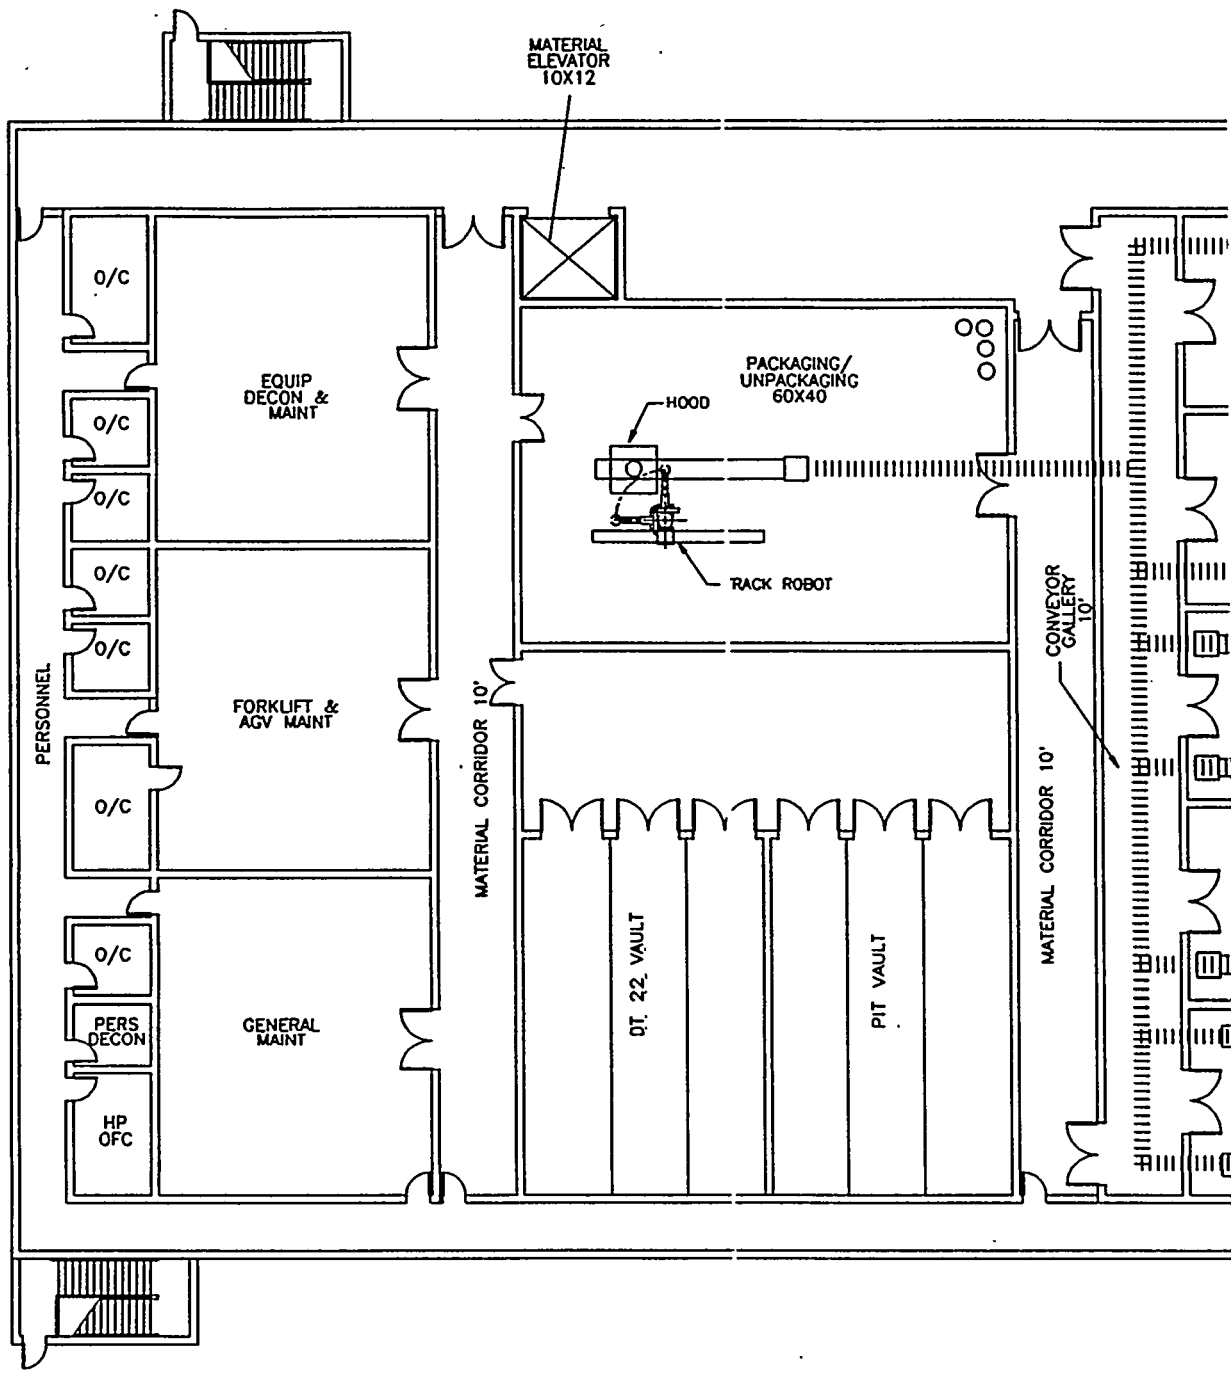 MATERIAL
ELEVATOR
10X12
O/C
EQUIP
DECON &
MAINT
O/C
O/C
O/C
O/C
FORKLIFT &
AGV MAINT
PERSONNEL
O/C
O/C
PERS
DECON
GENERAL
MAINT
HP
OFC
MATERIAL CORRIDOR 10'
PACKAGING/
UNPACKAGING
60X40
HOOD
RACK ROBOT
DT 22 VAULT
PIT VAULT
CONVEYOR
GALLERY
10'
MATERIAL CORRIDOR 10'